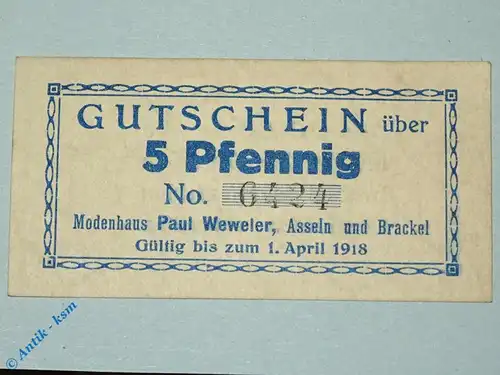 GUTSCHEIN über
5 Pfennig
No. 6424
Modenhaus Paul Weweler, Asseln und Brackel
Gültig bis zum 1. April 1918
© Antik - ksm